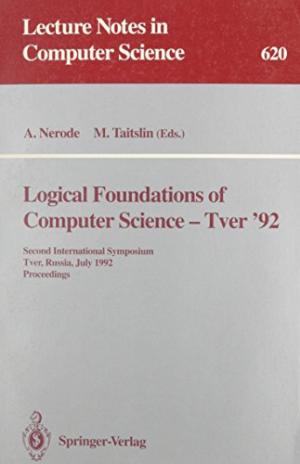 Lecture Notes in
Computer Science
620
A. Nerode M. Taitslin (Eds.)
Logical Foundations of
Computer Science – Tver '92
Second International Symposium
Tver, Russia, July 1992
Proceedings
Springer-Verlag